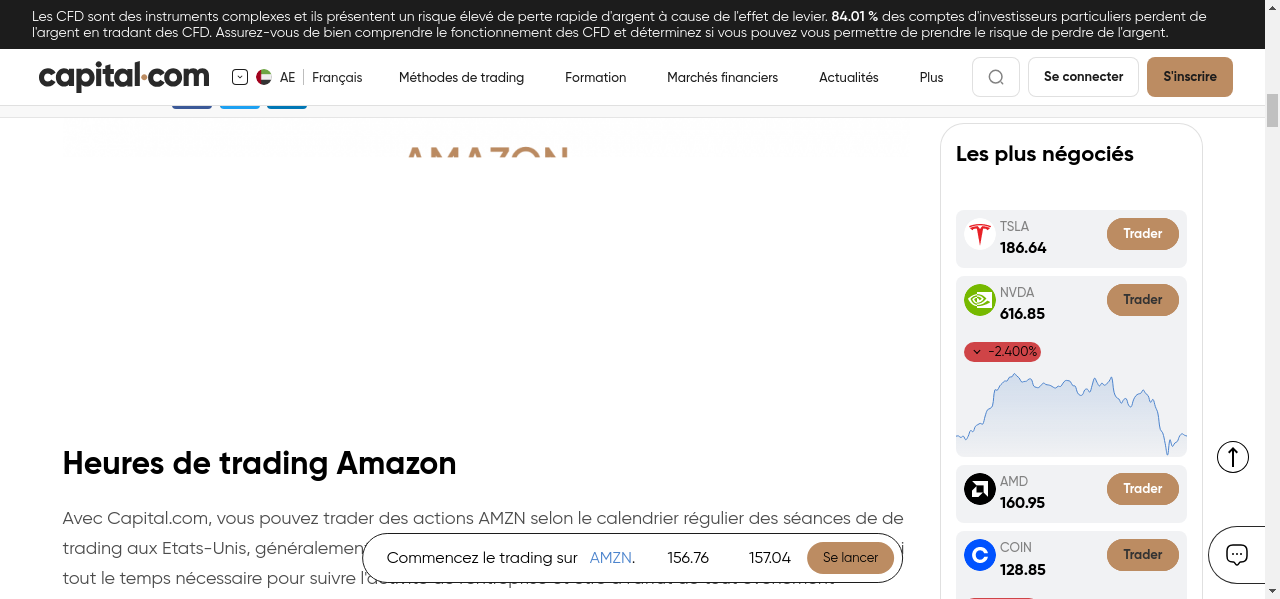 Les CFD sont des instruments complexes et ils présentent un risque élevé de perte rapide d'argent à cause de l'effet de levier. 84.01 % des comptes d'investisseurs particuliers perdent de
l'argent en tradant des CFD. Assurez-vous de bien comprendre le fonctionnement des CFD et déterminez si vous pouvez vous permettre de prendre le risque de perdre de l'argent.
capital.com AE Français Méthodes de trading Formation Marchés financiers Actualités Plus Se connecter S'inscrire
AMAZON
Les plus négociés
TSLA
186.64
Trader
NVDA
616.85
Trader
-2.400%
AMD
160.95
Trader
COIN
128.85
Trader
Heures de trading Amazon
Avec Capital.com, vous pouvez trader des actions AMZN selon le calendrier régulier des séances de de
trading aux Etats-Unis, généralemen
tout le temps nécessaire pour suivre
Commencez le trading sur AMZN. 156.76 157.04 Se lancer